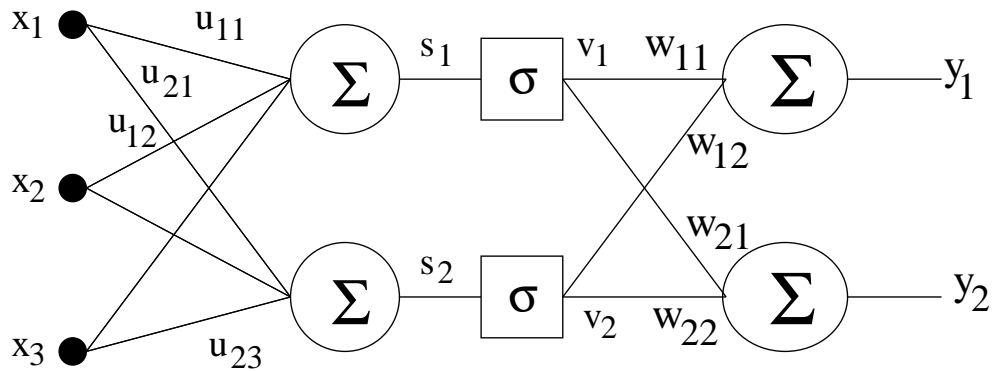 x₁ u₁₁ Σ s₁ σ v₁ w₁₁ Σ y₁
u₂₁
u₁₂
w₁₂
x₂
w₂₁
x₃ u₂₃ Σ s₂ σ v₂ w₂₂ Σ y₂